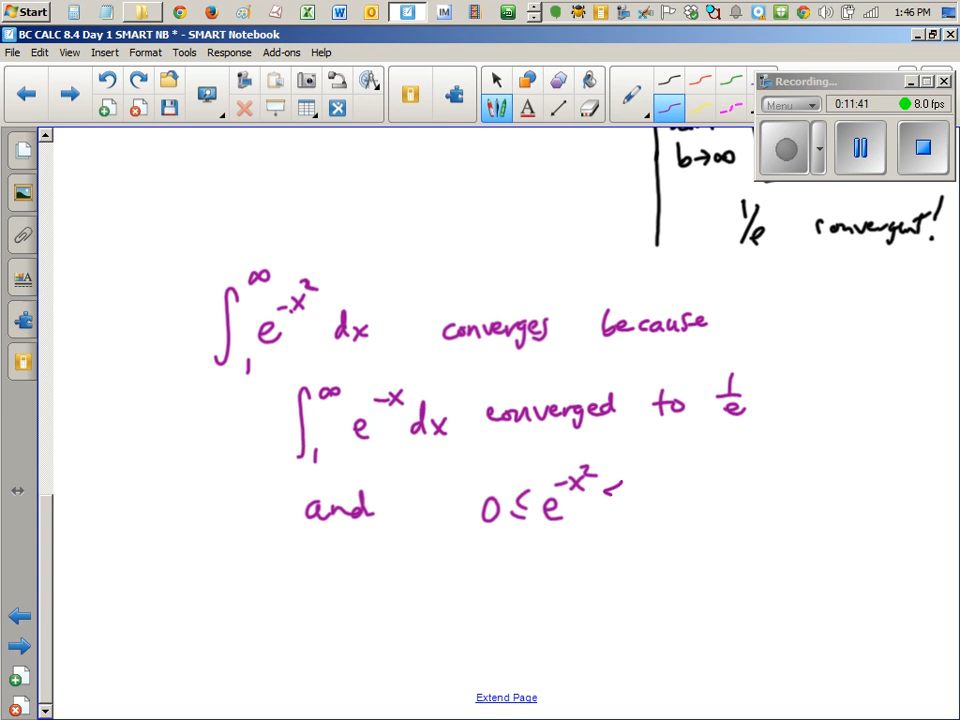 Start
1:46 PM
BC CALC 8.4 Day 1 SMART NB * - SMART Notebook
File Edit View Insert Format Tools Response Add-ons Help
Recording...
Menu 0:11:41 8.0 fps
b→∞
1/e convergent!
∫₁^∞ e^(-x²) dx converges because
∫₁^∞ e^(-x) dx converged to 1/e
and 0 ≤ e^(-x²) <
Extend Page